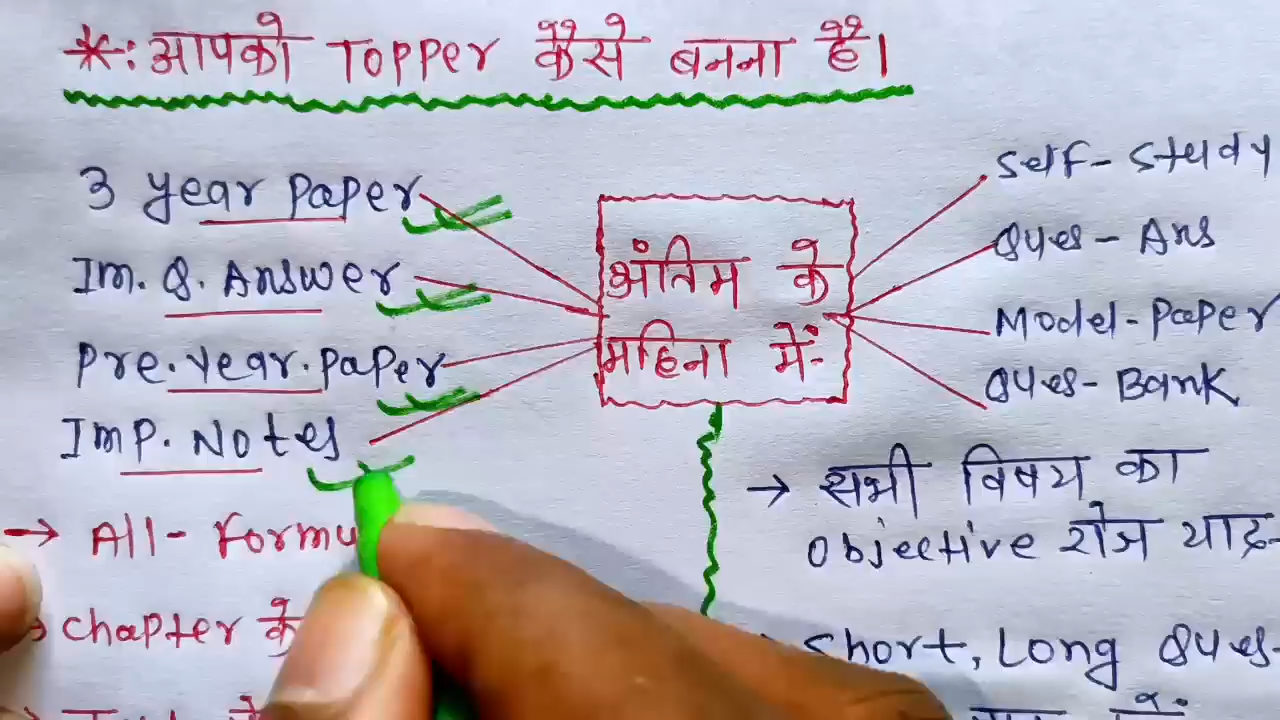 *: आपको Topper कैसे बनना है।
3 year paper
Im. Q. Answer
Pre. year. paper
Imp. Notes
अंतिम के
महिना में-
Self-study
Ques-Ans
Model-paper
Ques-Bank
→ All-Formu
Chapter के
→ सभी विषय का
objective रोज याद-
Short, Long Ques-